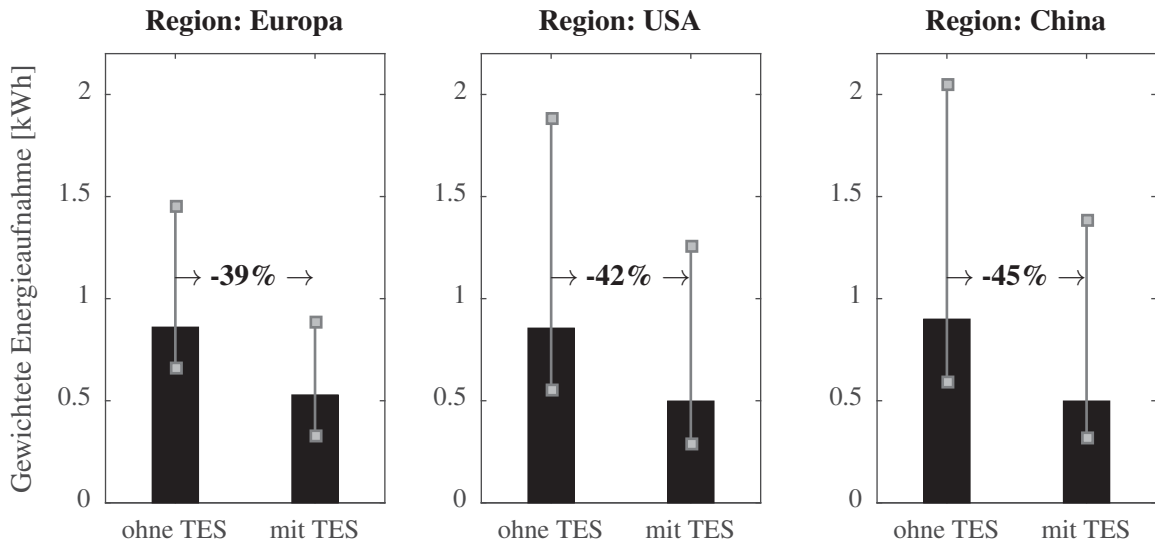 Region: Europa
Region: USA
Region: China
Gewichtete Energieaufnahme [kWh]
2
1.5
1
0.5
0
-39%
ohne TES
mit TES
2
1.5
1
0.5
0
-42%
ohne TES
mit TES
2
1.5
1
0.5
0
-45%
ohne TES
mit TES